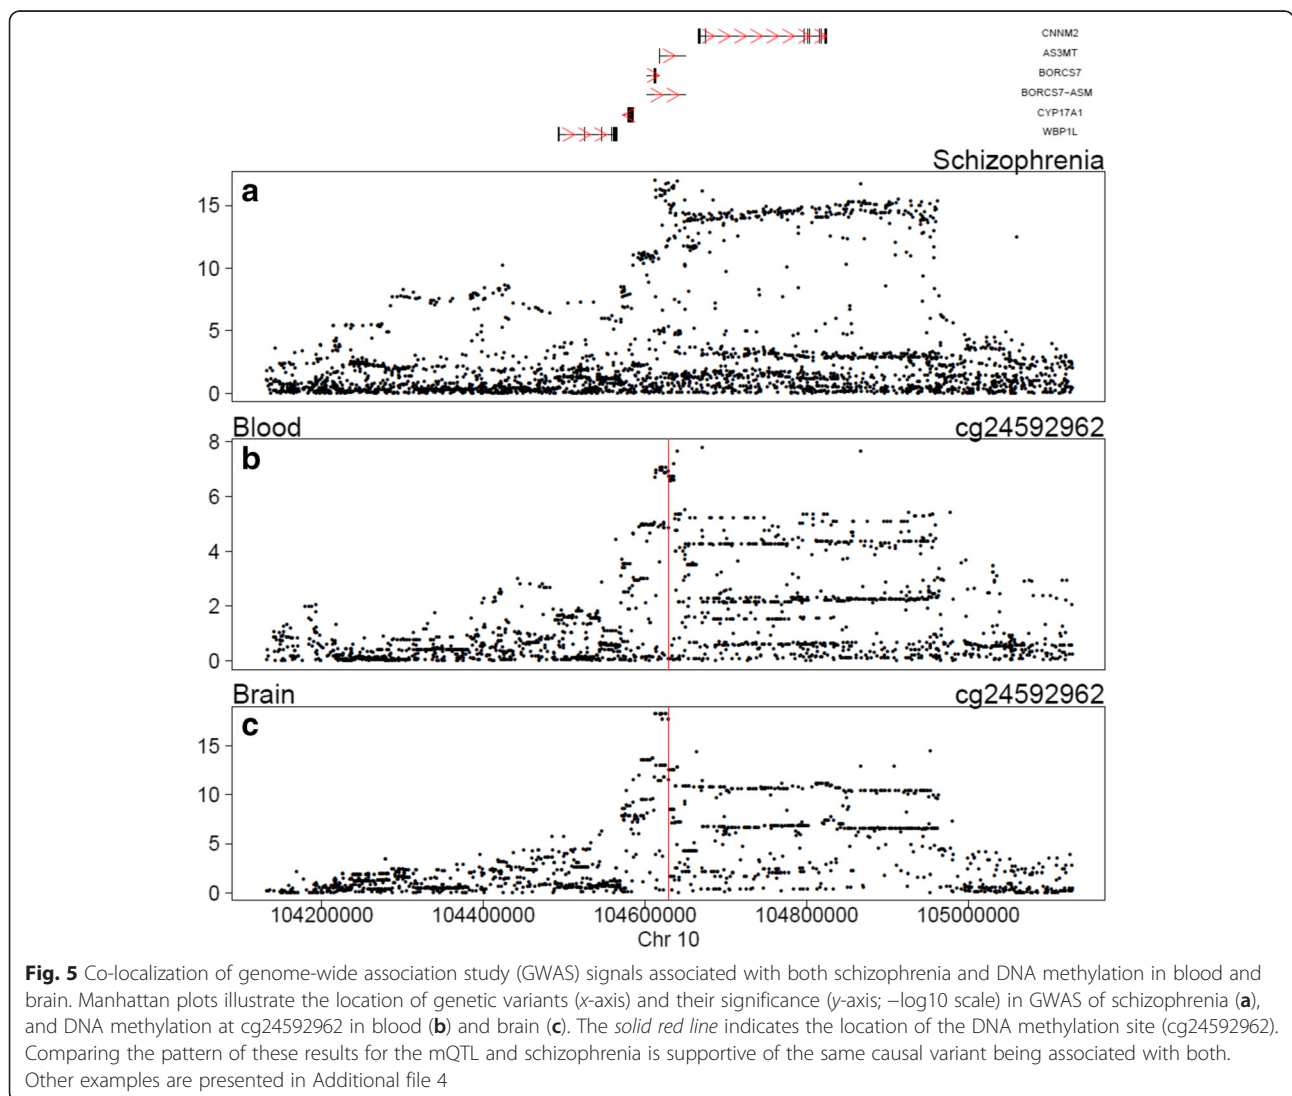 CNNM2
AS3MT
BORCS7
BORCS7-ASM
CYP17A1
WBP1L
Schizophrenia
a
15
10
5
0
Blood cg24592962
b
8
6
4
2
0
Brain cg24592962
c
15
10
5
0
104200000 104400000 104600000 104800000 105000000
Chr 10
Fig. 5 Co-localization of genome-wide association study (GWAS) signals associated with both schizophrenia and DNA methylation in blood and
brain. Manhattan plots illustrate the location of genetic variants (x-axis) and their significance (y-axis; −log10 scale) in GWAS of schizophrenia (a),
and DNA methylation at cg24592962 in blood (b) and brain (c). The solid red line indicates the location of the DNA methylation site (cg24592962).
Comparing the pattern of these results for the mQTL and schizophrenia is supportive of the same causal variant being associated with both.
Other examples are presented in Additional file 4